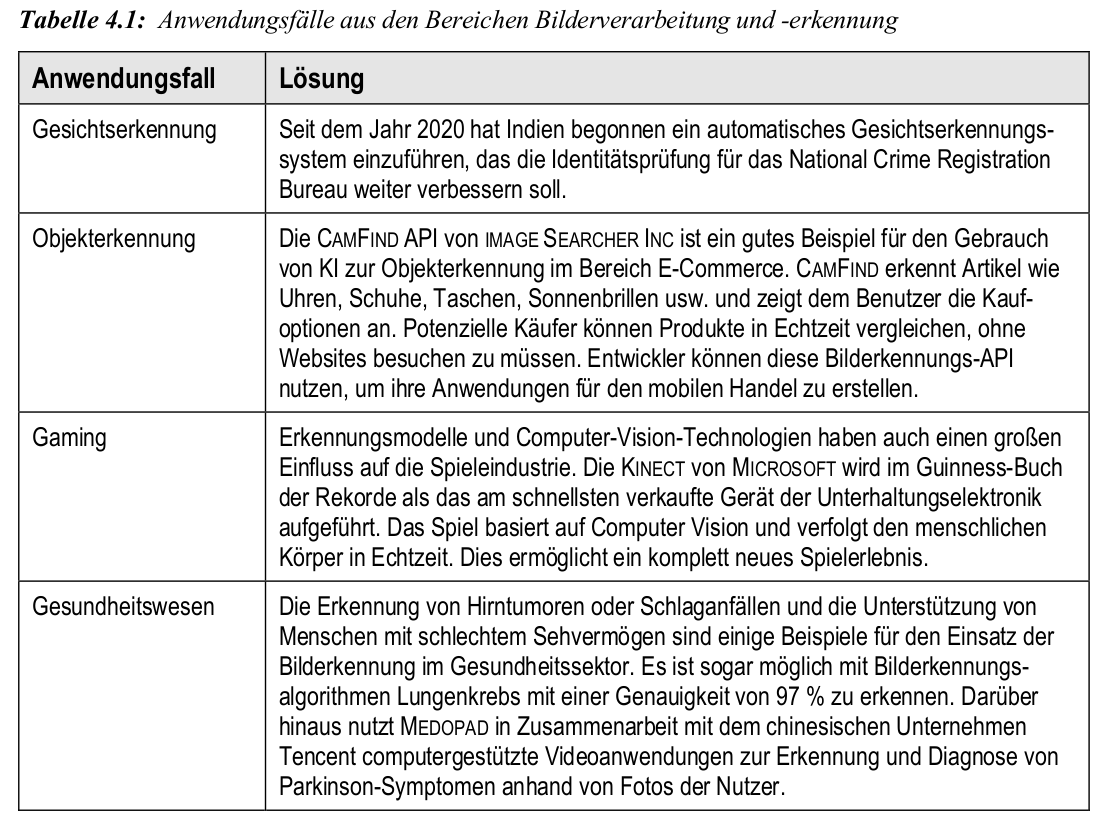 Tabelle 4.1: Anwendungsfälle aus den Bereichen Bilderverarbeitung und -erkennung
Anwendungsfall Lösung
Gesichtserkennung Seit dem Jahr 2020 hat Indien begonnen ein automatisches Gesichtserkennungs-
system einzuführen, das die Identitätsprüfung für das National Crime Registration
Bureau weiter verbessern soll.
Objekterkennung Die CAMFIND API von IMAGE SEARCHER INC ist ein gutes Beispiel für den Gebrauch
von KI zur Objekterkennung im Bereich E-Commerce. CAMFIND erkennt Artikel wie
Uhren, Schuhe, Taschen, Sonnenbrillen usw. und zeigt dem Benutzer die Kauf-
optionen an. Potenzielle Käufer können Produkte in Echtzeit vergleichen, ohne
Websites besuchen zu müssen. Entwickler können diese Bilderkennungs-API
nutzen, um ihre Anwendungen für den mobilen Handel zu erstellen.
Gaming Erkennungsmodelle und Computer-Vision-Technologien haben auch einen großen
Einfluss auf die Spieleindustrie. Die KINECT von MICROSOFT wird im Guinness-Buch
der Rekorde als das am schnellsten verkaufte Gerät der Unterhaltungselektronik
aufgeführt. Das Spiel basiert auf Computer Vision und verfolgt den menschlichen
Körper in Echtzeit. Dies ermöglicht ein komplett neues Spielerlebnis.
Gesundheitswesen Die Erkennung von Hirntumoren oder Schlaganfällen und die Unterstützung von
Menschen mit schlechtem Sehvermögen sind einige Beispiele für den Einsatz der
Bilderkennung im Gesundheitssektor. Es ist sogar möglich mit Bilderkennungs-
algorithmen Lungenkrebs mit einer Genauigkeit von 97 % zu erkennen. Darüber
hinaus nutzt MEDOPAD in Zusammenarbeit mit dem chinesischen Unternehmen
Tencent computergestützte Videoanwendungen zur Erkennung und Diagnose von
Parkinson-Symptomen anhand von Fotos der Nutzer.